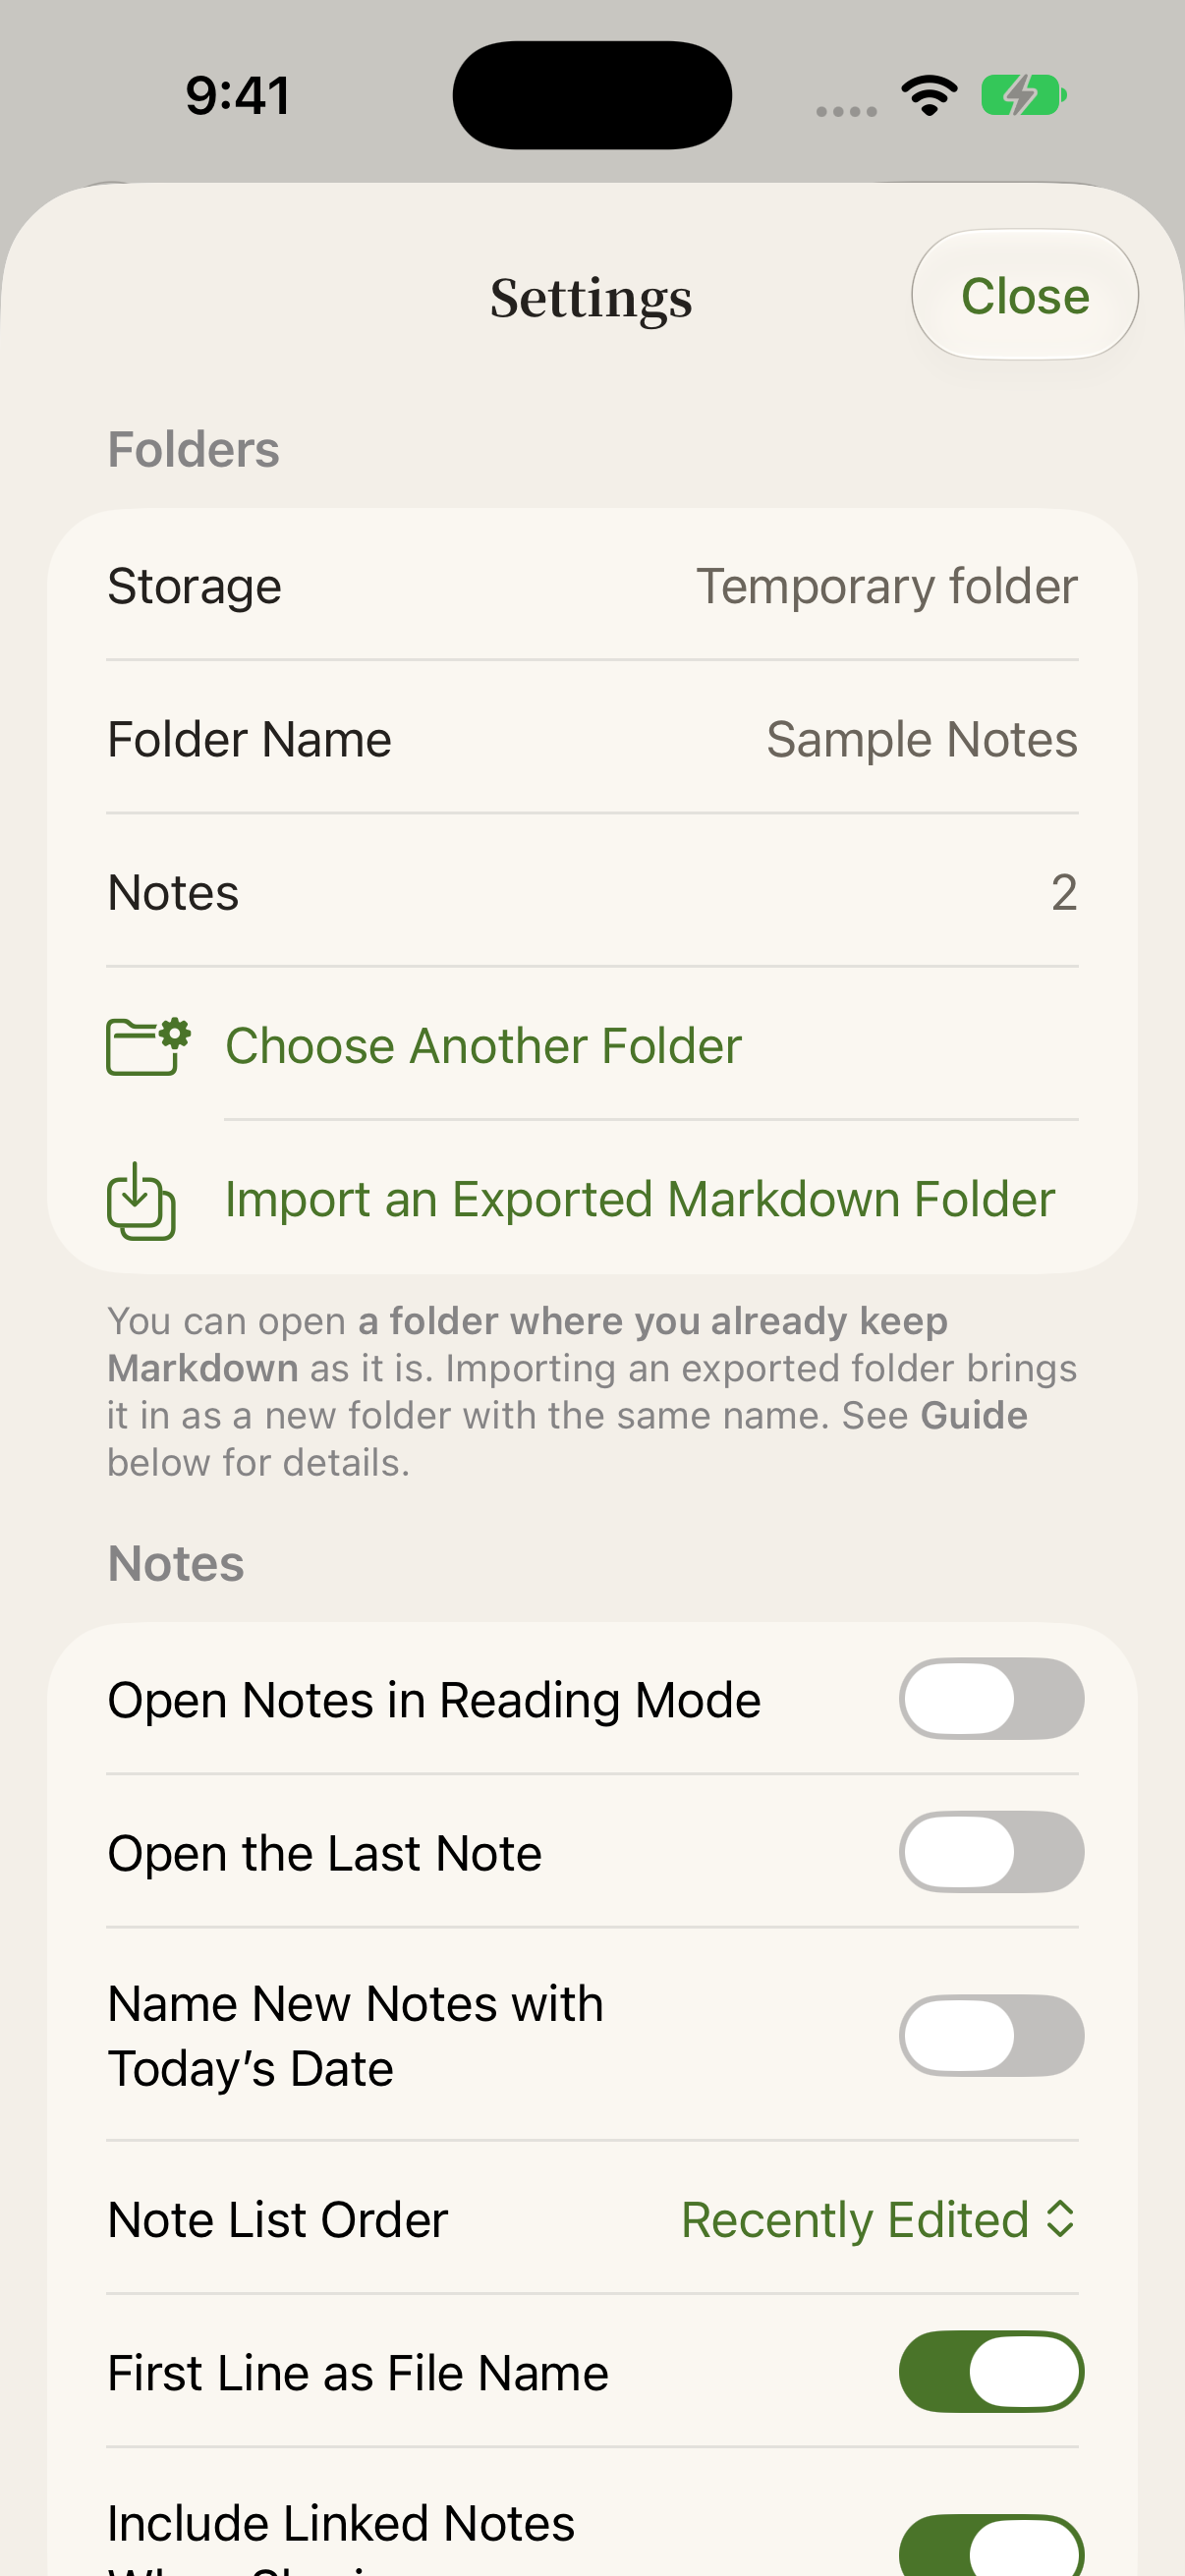 9:41
Settings
Close
Folders
Storage
Temporary folder
Folder Name
Sample Notes
Notes
2
Choose Another Folder
Import an Exported Markdown Folder
You can open a folder where you already keep
Markdown as it is. Importing an exported folder brings
it in as a new folder with the same name. See Guide
below for details.
Notes
Open Notes in Reading Mode
Open the Last Note
Name New Notes with
Today’s Date
Note List Order
Recently Edited
First Line as File Name
Include Linked Notes